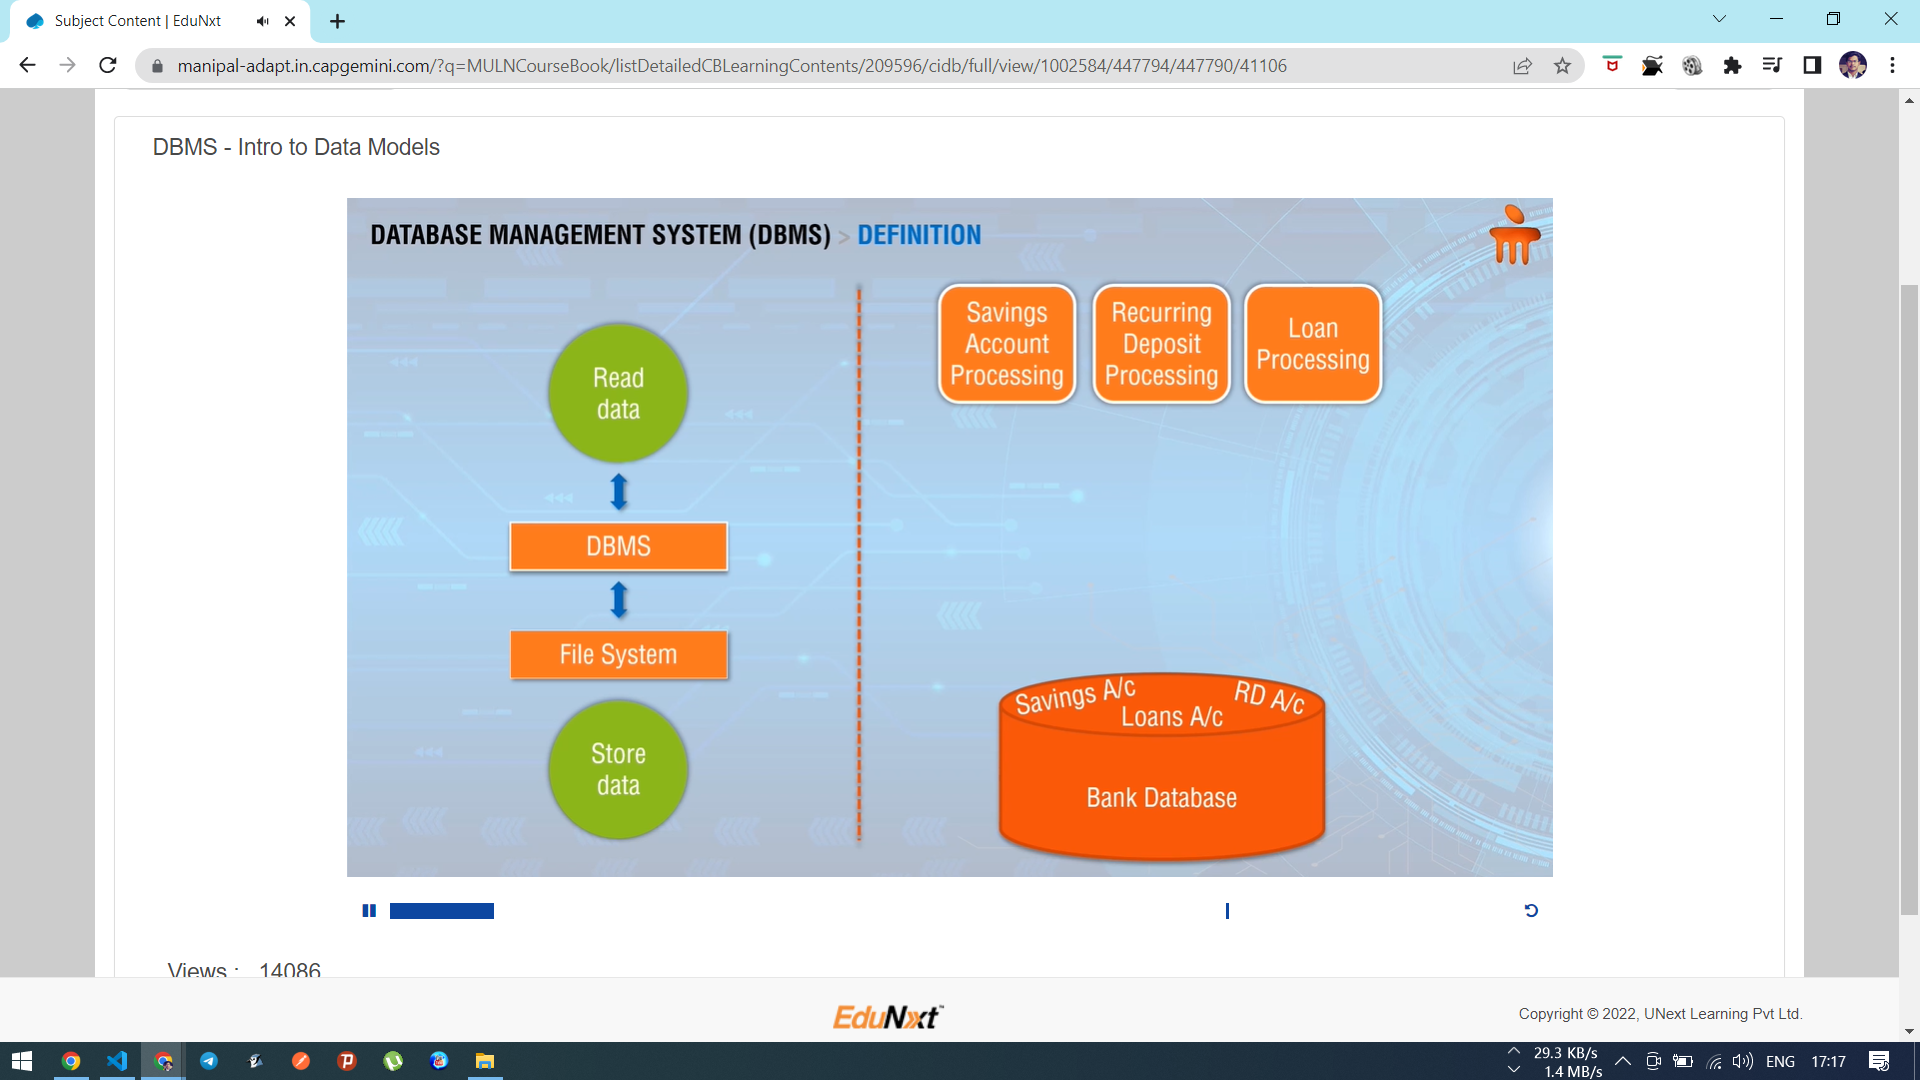 Subject Content | EduNxt
manipal-adapt.in.capgemini.com/?q=MULNCourseBook/listDetailedCBLearningContents/209596/cidb/full/view/1002584/447794/447790/41106
DBMS - Intro to Data Models
DATABASE MANAGEMENT SYSTEM (DBMS) > DEFINITION
Read
data
DBMS
File System
Store
data
Savings
Account
Processing
Recurring
Deposit
Processing
Loan
Processing
Savings A/c
RD A/c
Loans A/c
Bank Database
Views : 14086
EduNxt™
Copyright © 2022, UNext Learning Pvt Ltd.
29.3 KB/s
1.4 MB/s
ENG
17:17